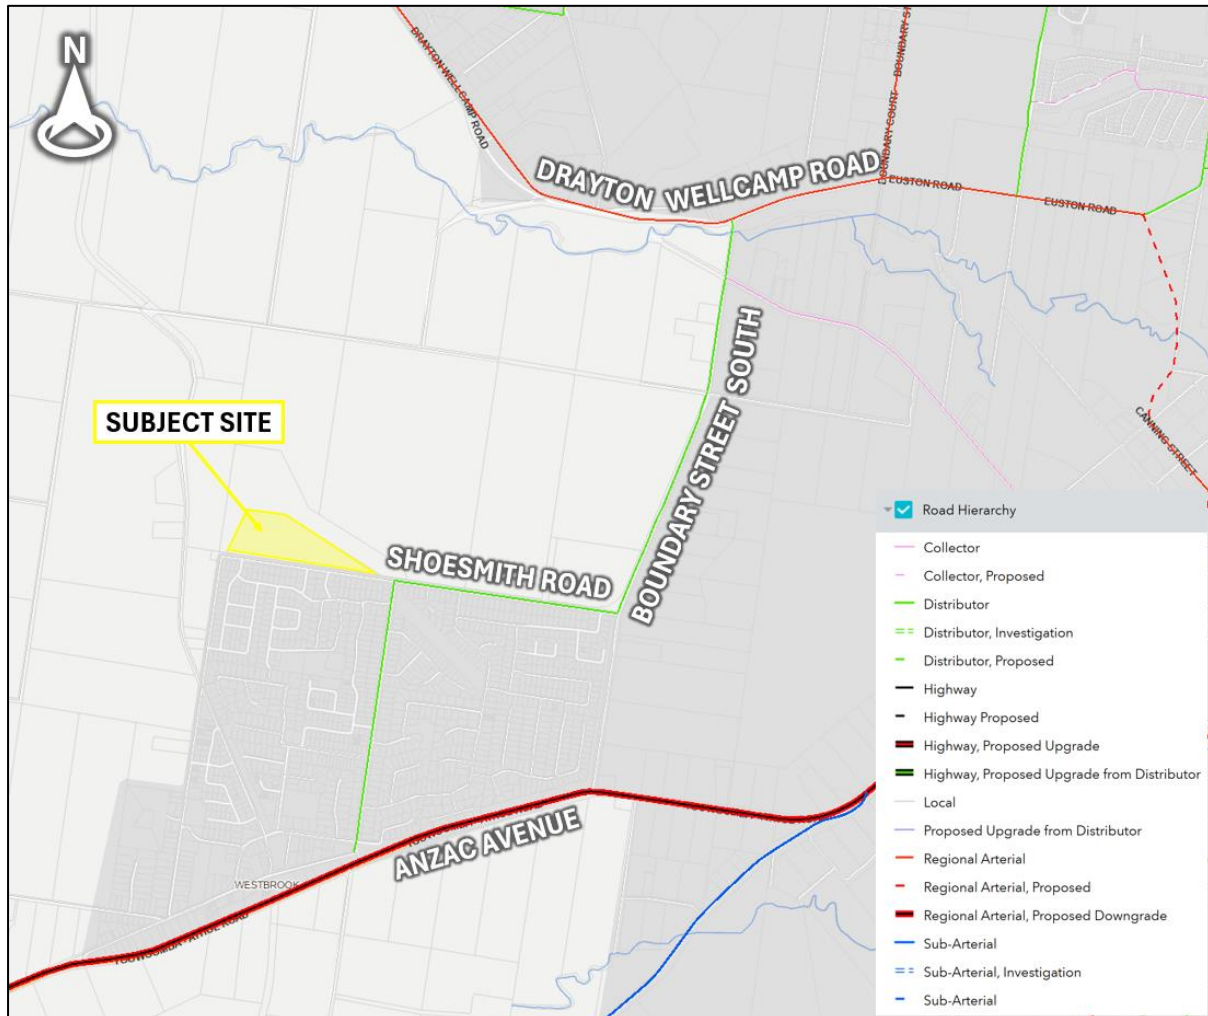 N
DRAYTON WELLCAMP ROAD
BOUNDARY COURT
BOUNDARY ST
DRAYTON WELLCAMP ROAD
EUSTON ROAD
EUSTON ROAD
BOUNDARY STREET SOUTH
SUBJECT SITE
CANNING STREET
SHOESMITH ROAD
ANZAC AVENUE
WESTBROOK
TOOWOOMBA - ATHOL ROAD
Road Hierarchy
Collector
Collector, Proposed
Distributor
Distributor, Investigation
Distributor, Proposed
Highway
Highway Proposed
Highway, Proposed Upgrade
Highway, Proposed Upgrade from Distributor
Local
Proposed Upgrade from Distributor
Regional Arterial
Regional Arterial, Proposed
Regional Arterial, Proposed Downgrade
Sub-Arterial
Sub-Arterial, Investigation
Sub-Arterial